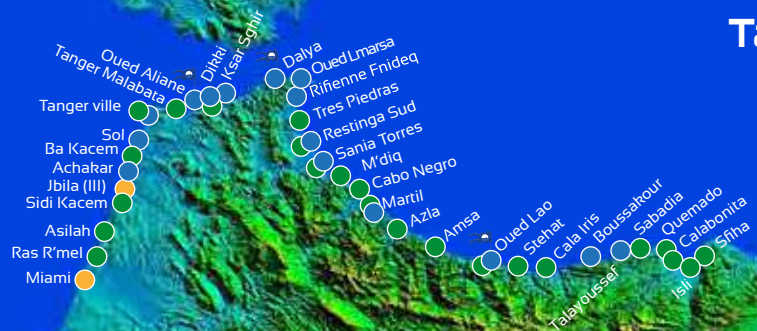 Ta
Ksar Sghir
Dikki
Oued Aliane
Tanger Malabata
Tanger ville
Sol
Ba Kacem
Achakar
Jbila (III)
Sidi Kacem
Asilah
Ras R'mel
Miami
Dalya
Oued Lmarsa
Rifienne Fnideq
Tres Piedras
Restinga Sud
Sania Torres
M'diq
Cabo Negro
Martil
Azla
Amsa
Oued Lao
Stehat
Cala Iris
Boussakour
Talayoussef
Sabadia
Quemado
Calabonita
Isli
Sfiha